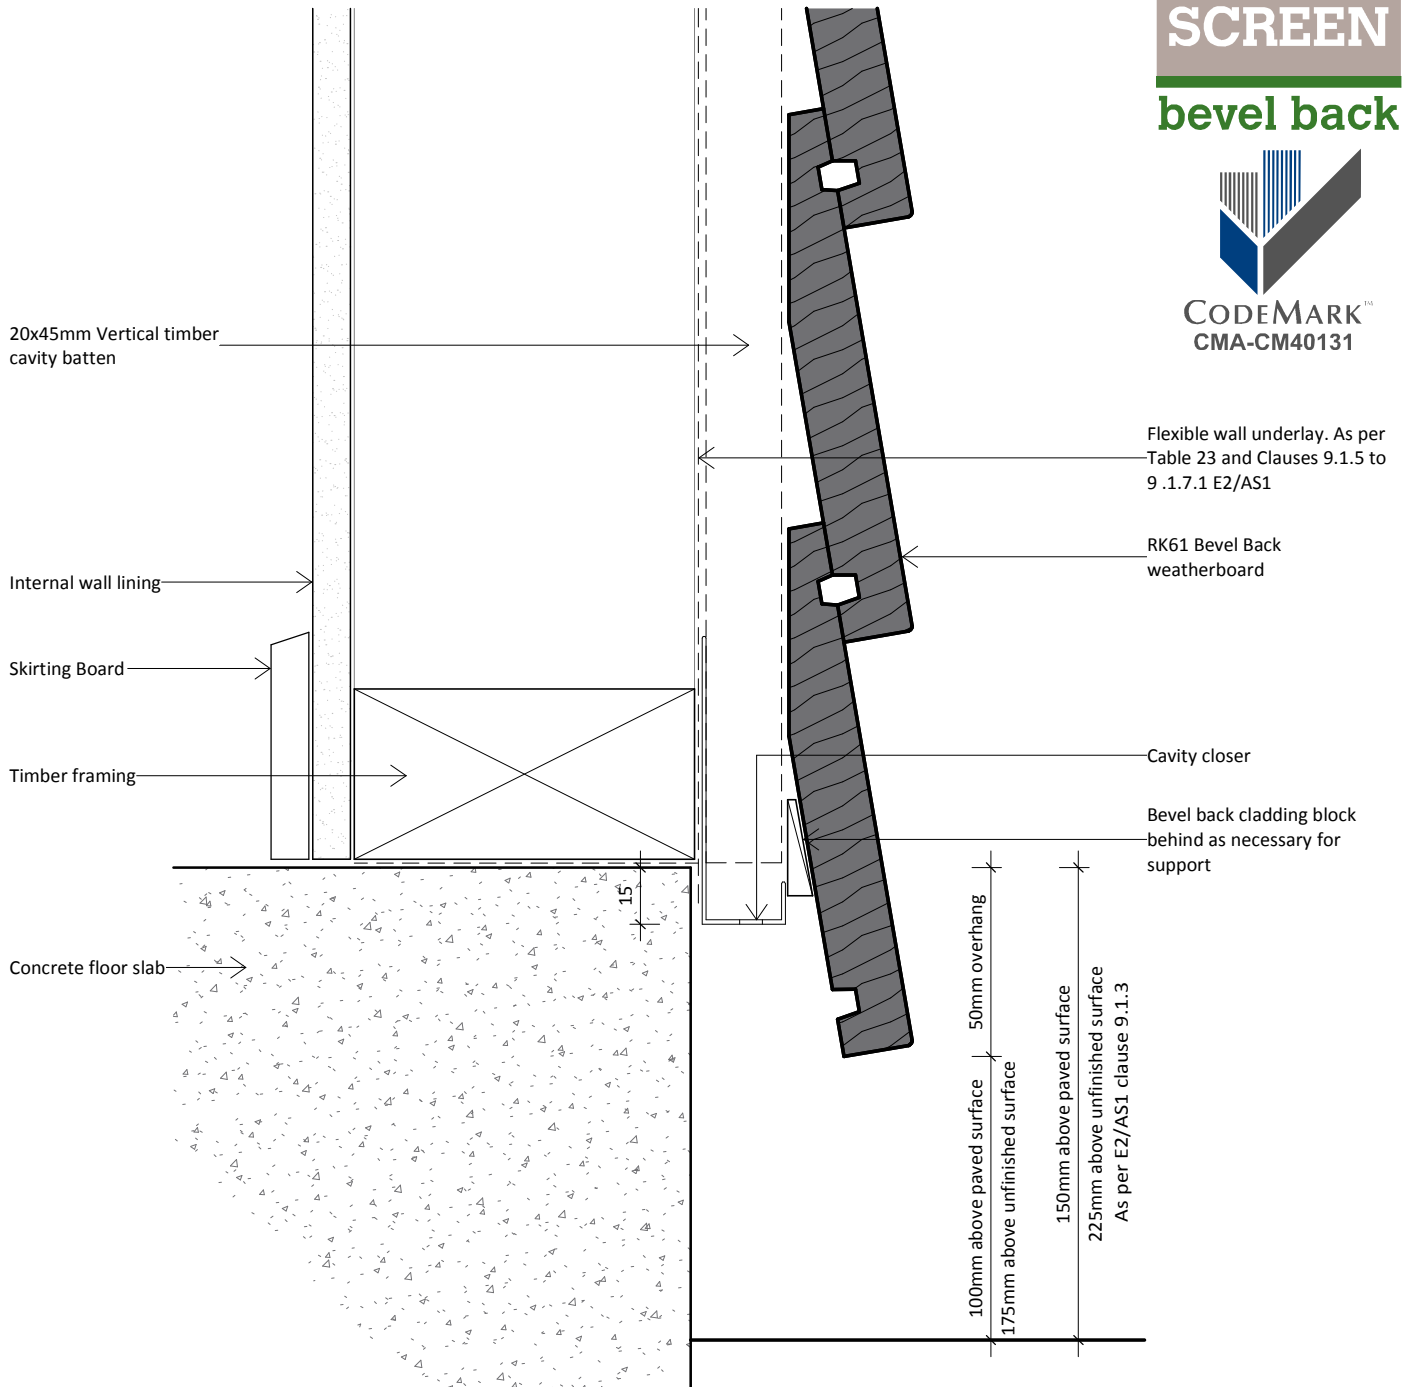 SCREEN
bevel back
CODEMARK™
CMA-CM40131
20x45mm Vertical timber
cavity batten
Flexible wall underlay. As per
Table 23 and Clauses 9.1.5 to
9 .1.7.1 E2/AS1
RK61 Bevel Back
weatherboard
Internal wall lining
Skirting Board
Timber framing
Cavity closer
Bevel back cladding block
behind as necessary for
support
15
Concrete floor slab
50mm overhang
100mm above paved surface
175mm above unfinished surface
150mm above paved surface
225mm above unfinished surface
As per E2/AS1 clause 9.1.3